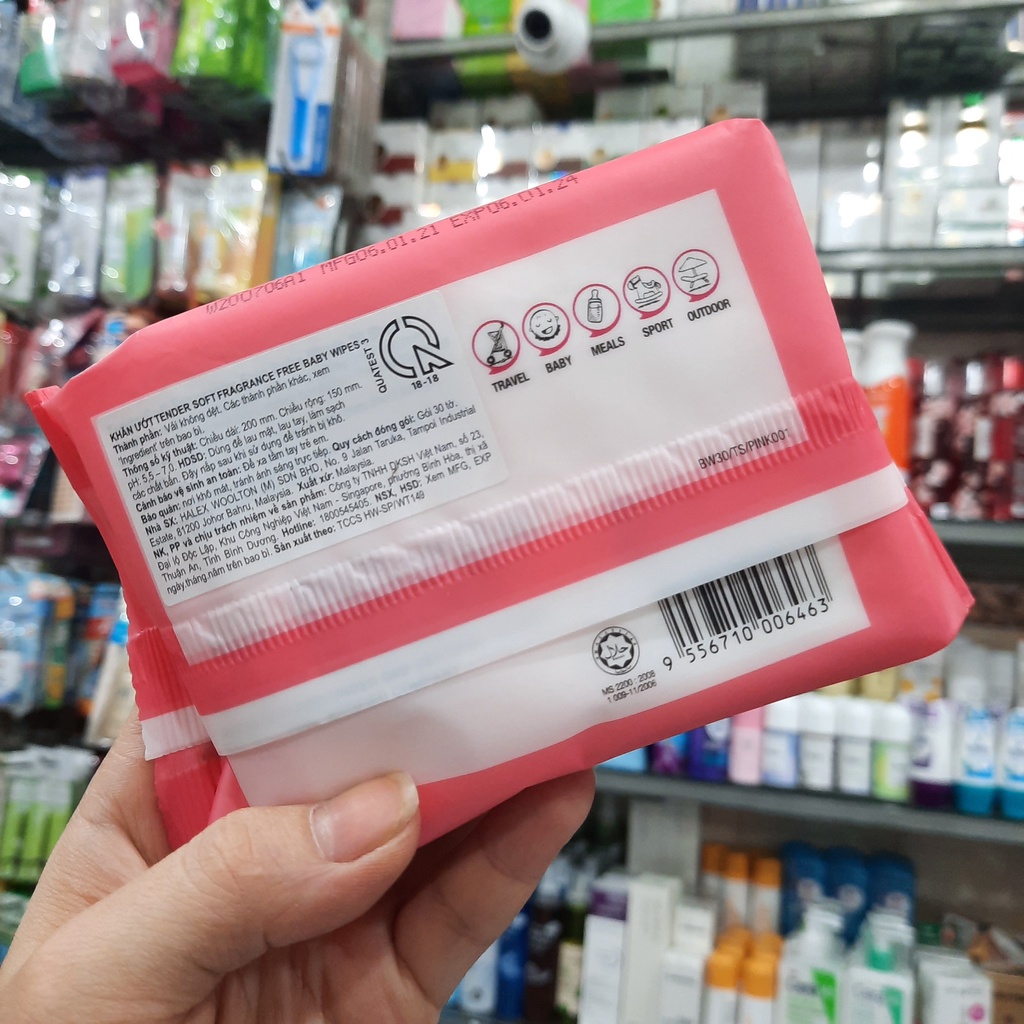 W200706A1 MFG06.01.21 EXP06.01.24
KHĂN ƯỚT TENDER SOFT FRAGRANCE FREE BABY WIPES
Thành phần: Vải không dệt. Các thành phần khác, xem
'Ingredient' trên bao bì.
Thông số kỹ thuật: Chiều dài: 200 mm. Chiều rộng: 150 mm.
pH: 5,5 – 7,0. HDSD: Dùng để lau mặt, lau tay, làm sạch
các chất bẩn. Đậy nắp sau khi sử dụng để tránh bị khô.
Cảnh báo vệ sinh an toàn: Để xa tầm tay trẻ em.
Bảo quản: nơi khô mát, tránh ánh sáng trực tiếp. Quy cách đóng gói: Gói 30 tờ.
Nhà SX: HALEX WOOLTON (M) SDN BHD, No. 9 Jalan Taruka, Tampoi Industrial
Estate, 81200 Johor Bahru, Malaysia. Xuất xứ: Malaysia.
NK, PP và chịu trách nhiệm về sản phẩm: Công ty TNHH DKSH Việt Nam, số 23,
Đại lộ Độc Lập, Khu Công Nghiệp Việt Nam - Singapore, phường Bình Hòa, thị xã
Thuận An, Tỉnh Bình Dương. Hotline: 1800545405. NSX, HSD: Xem MFG, EXP
ngày.tháng.năm trên bao bì. Sản xuất theo: TCCS HW-SP/WT149
QUATEST 3
18-18
TRAVEL
BABY
MEALS
SPORT
OUTDOOR
BW30/TS/PINK001
حلال
MS 2200 : 2008
1 009-11/2006
9 556710 006463